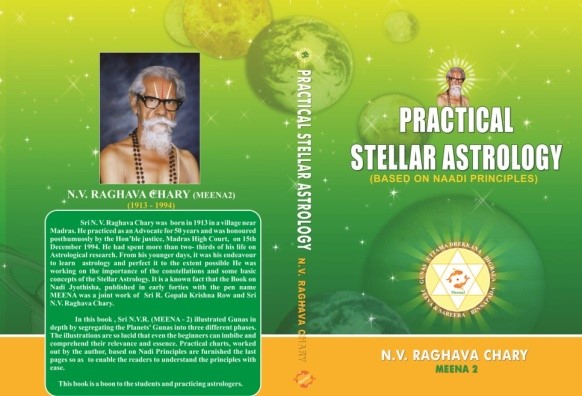 N.V. RAGHAVA CHARY (MEENA2)
(1913 - 1994)
Sri N. V. Raghava Chary was born in 1913 in a village near
Madras. He practiced as an Advocate for 50 years and was honoured
posthumuosly by the Hon'ble justice, Madras High Court, on 15th
December 1994. He had spent more than two- thirds of his life on
Astrological research. From his younger days, it was his endeavour
to learn astrology and perfect it to the extent possible He was
working on the importance of the constellations and some basic
concepts of the Stellar Astrology. It is a known fact that the Book on
Nadi Jyothisha, published in early forties with the pen name
MEENA was a joint work of Sri R. Gopala Krishna Row and Sri
N.V.Raghava Chary.
In this book , Sri N.V.R. (MEENA - 2) illustrated Gunas in
depth by segregating the Planets' Gunas into three different phases.
The illustrations are so lucid that even the beginners can imbibe and
comprehend their relevance and essence. Practical charts, worked
out by the author, based on Nadi Principles are furnished the last
pages so as to enable the readers to understand the principles with
ease.
This book is a boon to the students and practicing astrologers.
PRACTICAL STELLAR ASTROLOGY
N.V. RAGHAVA CHARY
PRACTICAL
STELLAR ASTROLOGY
(BASED ON NAADI PRINCIPLES)
Meena2
N.V. RAGHAVA CHARY
MEENA 2